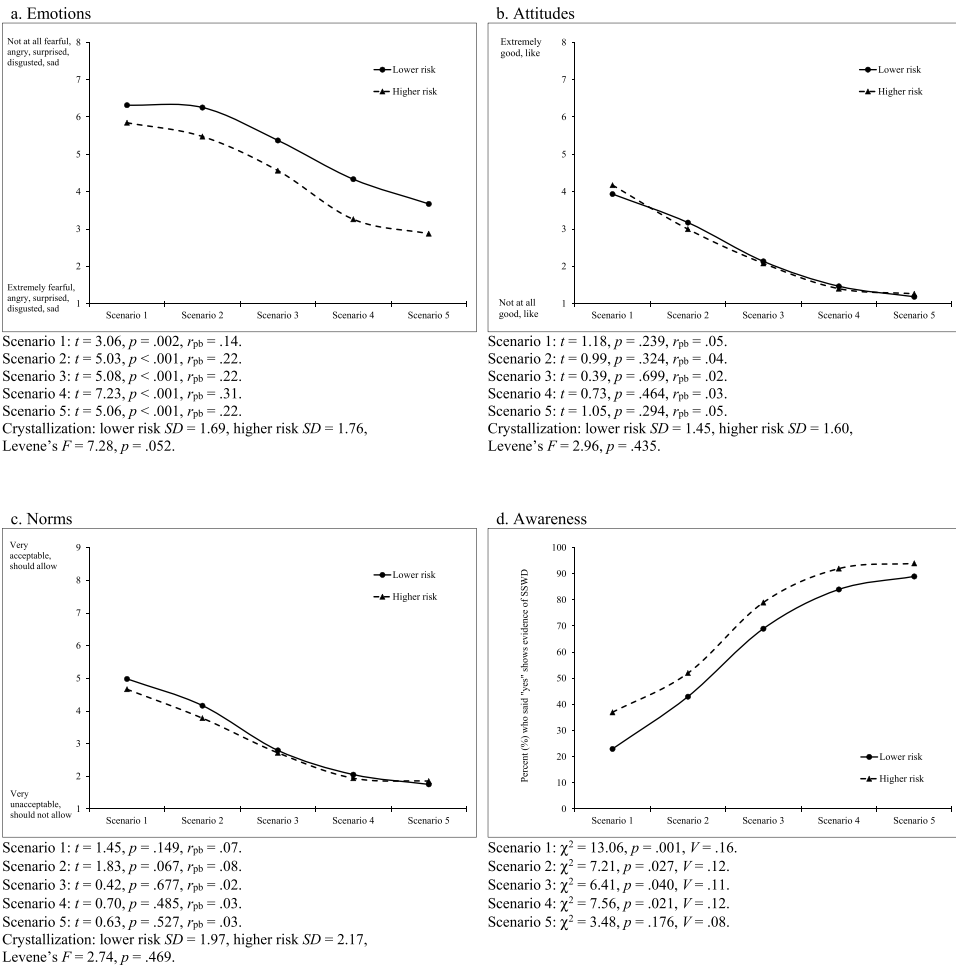 a. Emotions
Not at all fearful,
angry, surprised,
disgusted, sad
8
7
6
5
4
3
2
1
Lower risk
Higher risk
Extremely fearful,
angry, surprised,
disgusted, sad
Scenario 1 Scenario 2 Scenario 3 Scenario 4 Scenario 5
Scenario 1: t = 3.06, p = .002, rpb = .14.
Scenario 2: t = 5.03, p < .001, rpb = .22.
Scenario 3: t = 5.08, p < .001, rpb = .22.
Scenario 4: t = 7.23, p < .001, rpb = .31.
Scenario 5: t = 5.06, p < .001, rpb = .22.
Crystallization: lower risk SD = 1.69, higher risk SD = 1.76,
Levene's F = 7.28, p = .052.
b. Attitudes
Extremely
good, like
8
7
6
5
4
3
2
1
Lower risk
Higher risk
Not at all
good, like
Scenario 1 Scenario 2 Scenario 3 Scenario 4 Scenario 5
Scenario 1: t = 1.18, p = .239, rpb = .05.
Scenario 2: t = 0.99, p = .324, rpb = .04.
Scenario 3: t = 0.39, p = .699, rpb = .02.
Scenario 4: t = 0.73, p = .464, rpb = .03.
Scenario 5: t = 1.05, p = .294, rpb = .05.
Crystallization: lower risk SD = 1.45, higher risk SD = 1.60,
Levene's F = 2.96, p = .435.
c. Norms
Very
acceptable,
should allow
9
8
7
6
5
4
3
2
1
Lower risk
Higher risk
Very
unacceptable,
should not allow
Scenario 1 Scenario 2 Scenario 3 Scenario 4 Scenario 5
Scenario 1: t = 1.45, p = .149, rpb = .07.
Scenario 2: t = 1.83, p = .067, rpb = .08.
Scenario 3: t = 0.42, p = .677, rpb = .02.
Scenario 4: t = 0.70, p = .485, rpb = .03.
Scenario 5: t = 0.63, p = .527, rpb = .03.
Crystallization: lower risk SD = 1.97, higher risk SD = 2.17,
Levene's F = 2.74, p = .469.
d. Awareness
Percent (%) who said "yes" shows evidence of SSWD
100
90
80
70
60
50
40
30
20
10
0
Lower risk
Higher risk
Scenario 1 Scenario 2 Scenario 3 Scenario 4 Scenario 5
Scenario 1: χ² = 13.06, p = .001, V = .16.
Scenario 2: χ² = 7.21, p = .027, V = .12.
Scenario 3: χ² = 6.41, p = .040, V = .11.
Scenario 4: χ² = 7.56, p = .021, V = .12.
Scenario 5: χ² = 3.48, p = .176, V = .08.